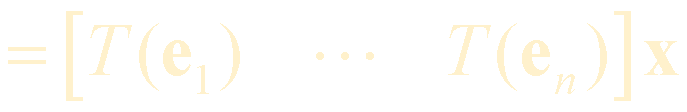 = [T(e₁) ⋯ T(eₙ)]x